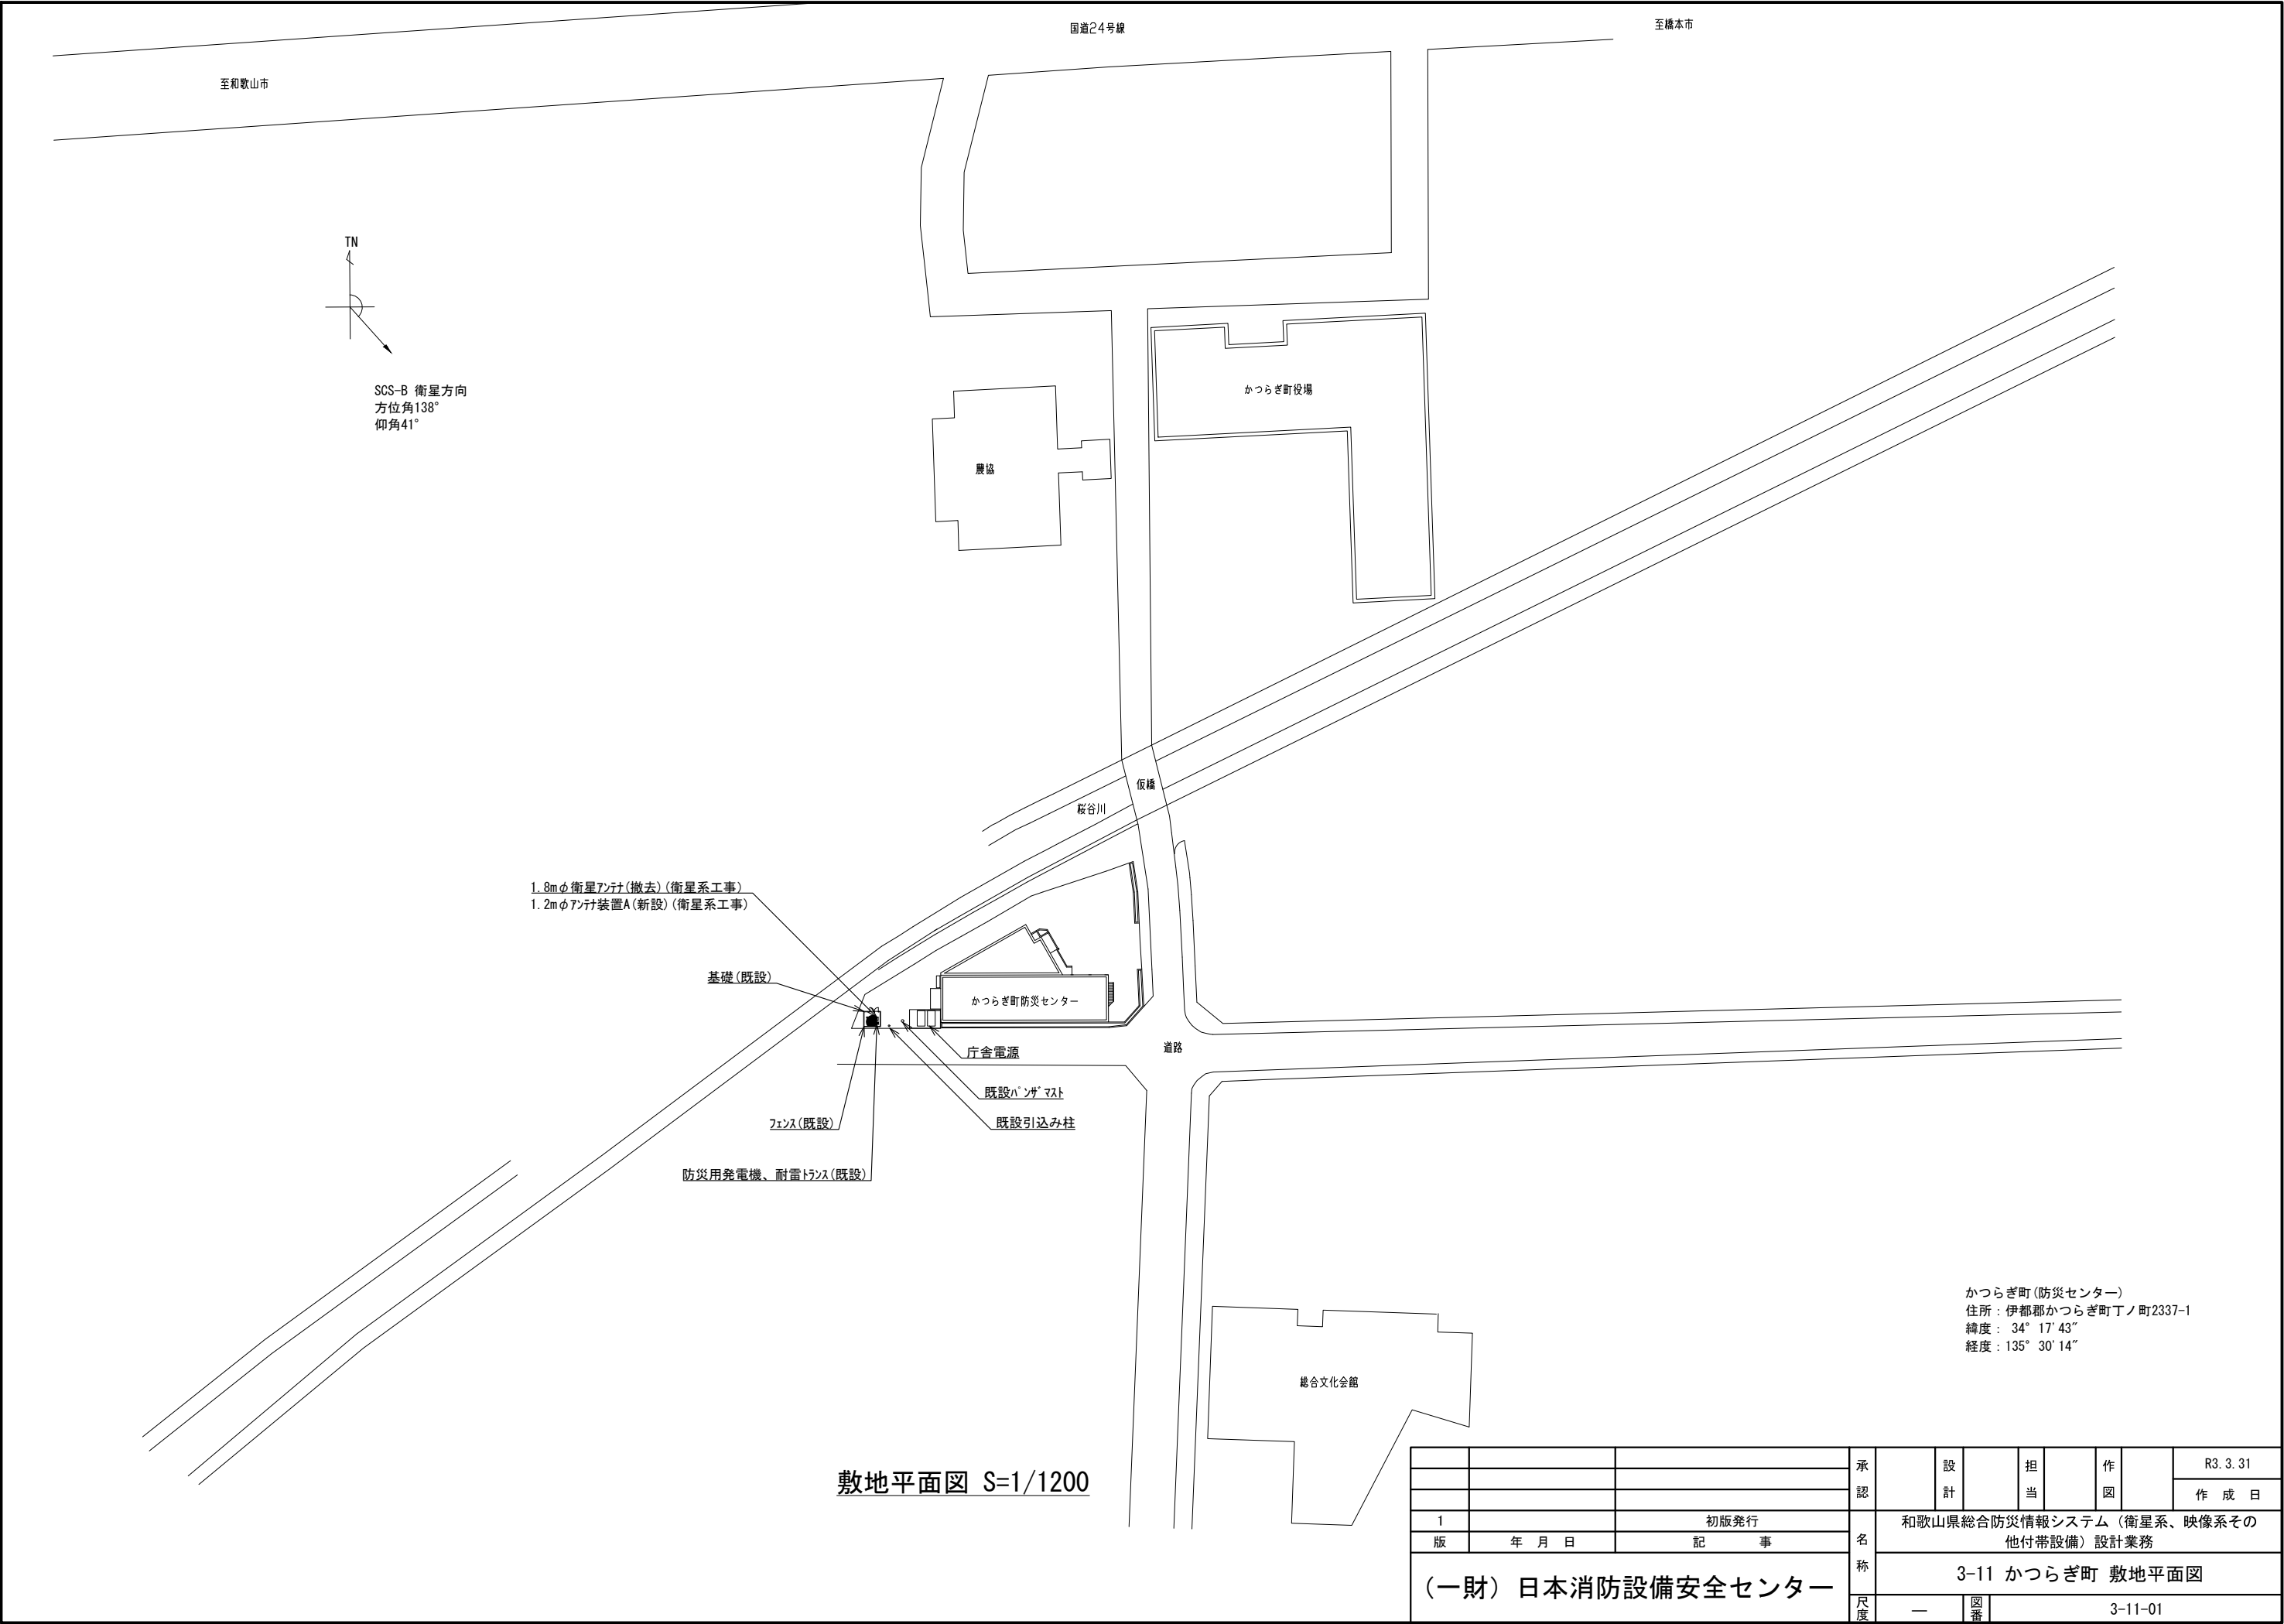 国道24号線
至橋本市
至和歌山市
TN
SCS-B 衛星方向
方位角138°
仰角41°
かつらぎ町役場
農協
仮橋
桜谷川
1.8mφ衛星ｱﾝﾃﾅ(撤去)(衛星系工事)
1.2mφｱﾝﾃﾅ装置A(新設)(衛星系工事)
基礎(既設)
かつらぎ町防災センター
庁舎電源
道路
既設ﾊﾟﾝｻﾞﾏｽﾄ
フェンス(既設)
既設引込み柱
防災用発電機、耐雷ﾄﾗﾝｽ(既設)
かつらぎ町(防災センター)
住所：伊都郡かつらぎ町丁ノ町2337-1
緯度： 34° 17′43″
経度：135° 30′14″
総合文化会館
敷地平面図 S=1/1200
承認
設計
担当
作図
R3.3.31
作 成 日
1 初版発行
版 年 月 日 記 事
名称
和歌山県総合防災情報システム（衛星系、映像系その
他付帯設備）設計業務
（一財）日本消防設備安全センター
3-11 かつらぎ町 敷地平面図
尺度 ― 図番 3-11-01